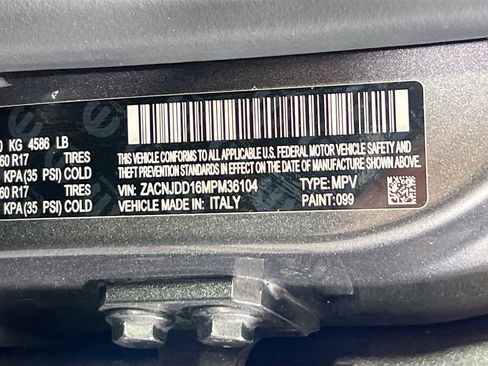 0 KG 4586 LB
60 R17 TIRES
KPA(35 PSI) COLD
60 R17 TIRES
KPA(35 PSI) COLD
THIS VEHICLE CONFORMS TO ALL APPLICABLE U.S. FEDERAL MOTOR VEHICLE
SAFETY, BUMPER, AND THEFT PREVENTION STANDARDS
IN EFFECT ON THE DATE OF MANUFACTURE SHOWN ABOVE.
VIN: ZACNJDD16MPM36104 TYPE: MPV
VEHICLE MADE IN: ITALY PAINT: 099